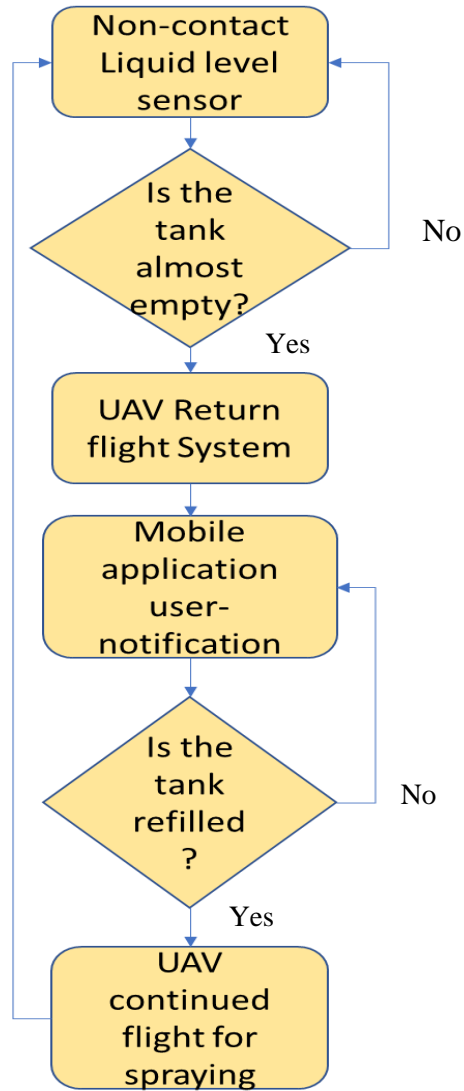 Non-contact
Liquid level
sensor
Is the
tank
almost
empty?
No
Yes
UAV Return
flight System
Mobile
application
user-
notification
Is the
tank
refilled
?
No
Yes
UAV
continued
flight for
spraying